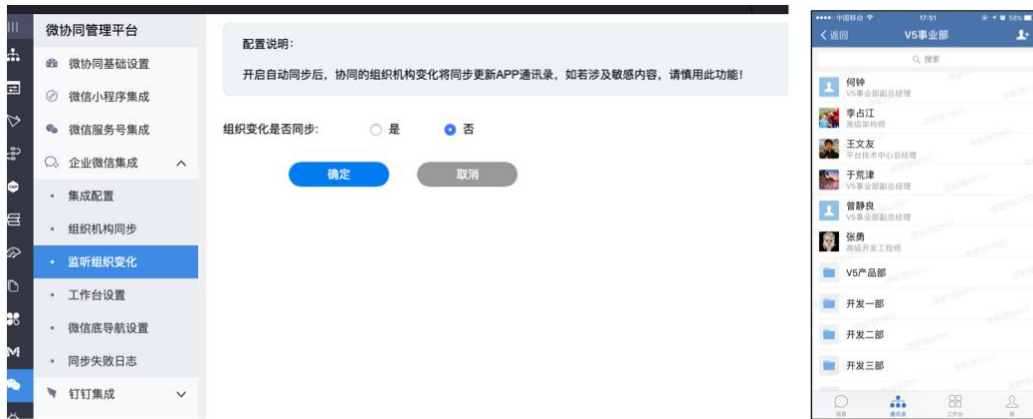 微协同管理平台
微协同基础设置
微信小程序集成
微信服务号集成
企业微信集成
集成配置
组织机构同步
监听组织变化
工作台设置
微信底导航设置
同步失败日志
钉钉集成
配置说明：
开启自动同步后，协同的组织机构变化将同步更新APP通讯录，如若涉及敏感内容，请慎用此功能！
组织变化是否同步： 是 否
确定 取消
中国移动 17:51 58%
返回 V5事业部
搜索
何钟
V5事业部副总经理
李占江
高级架构师
王文友
平台技术中心总经理
于荒津
V5事业部副总经理
曾静良
V5事业部副总经理
张勇
高级开发工程师
V5产品部
开发一部
开发二部
开发三部
消息 通讯录 工作台 我